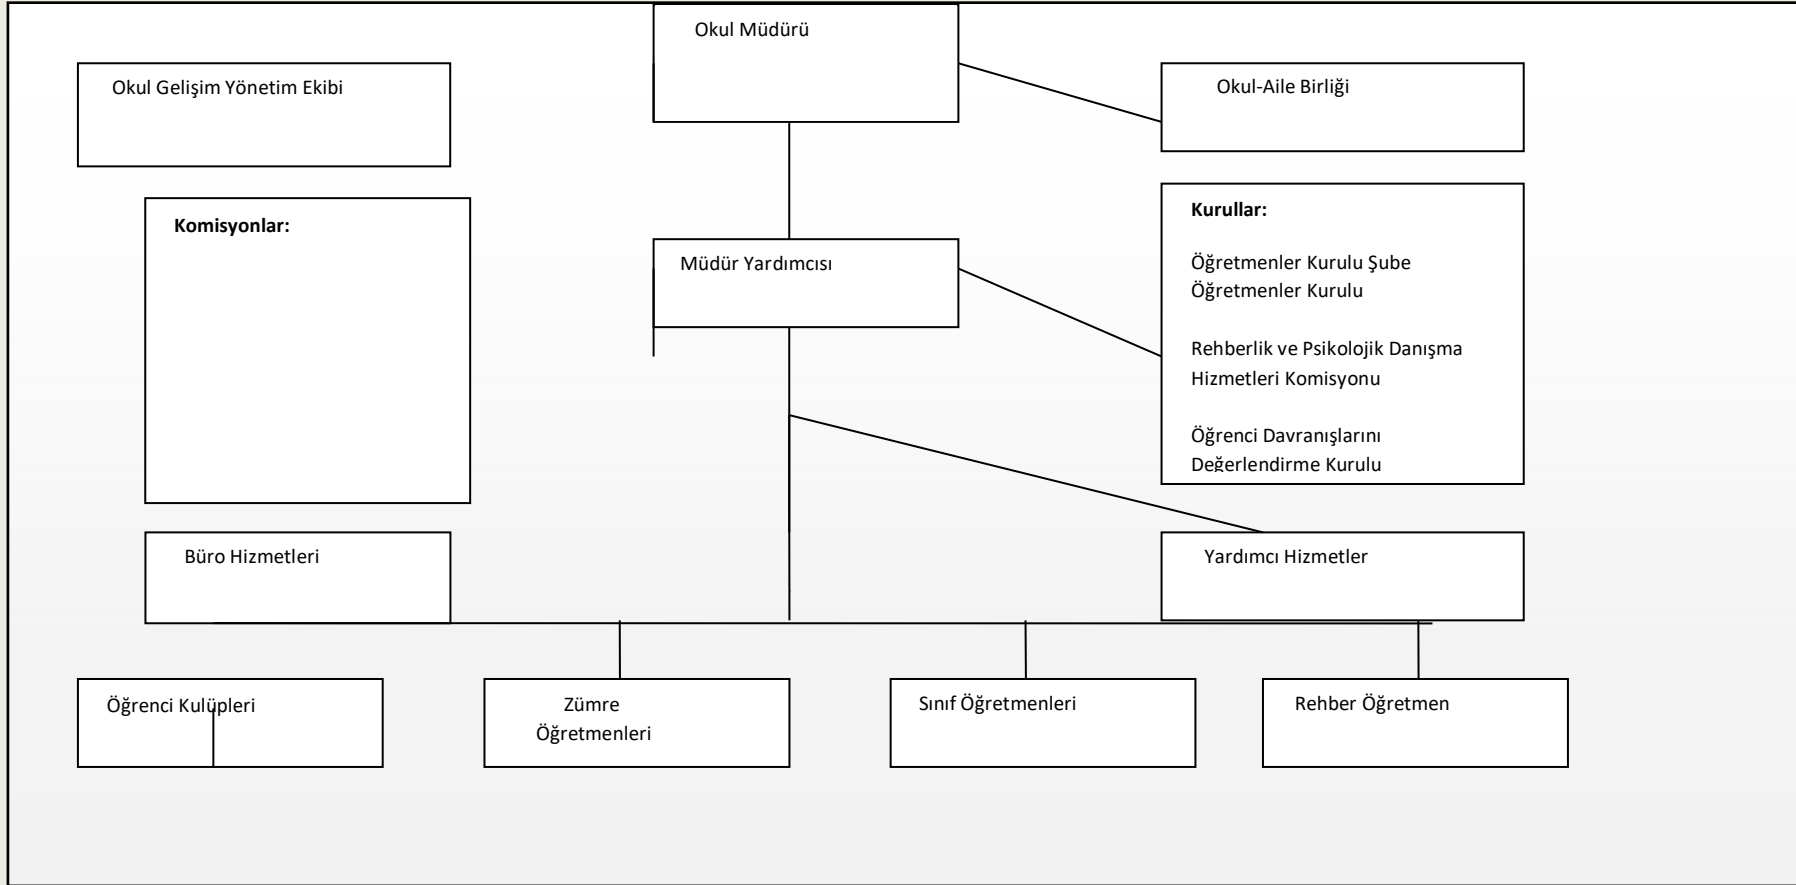 Okul Müdürü
Okul Gelişim Yönetim Ekibi
Okul-Aile Birliği
Komisyonlar:
Müdür Yardımcısı
Kurullar:
Öğretmenler Kurulu Şube
Öğretmenler Kurulu
Rehberlik ve Psikolojik Danışma
Hizmetleri Komisyonu
Öğrenci Davranışlarını
Değerlendirme Kurulu
Büro Hizmetleri
Yardımcı Hizmetler
Öğrenci Kulüpleri
Zümre
Öğretmenleri
Sınıf Öğretmenleri
Rehber Öğretmen